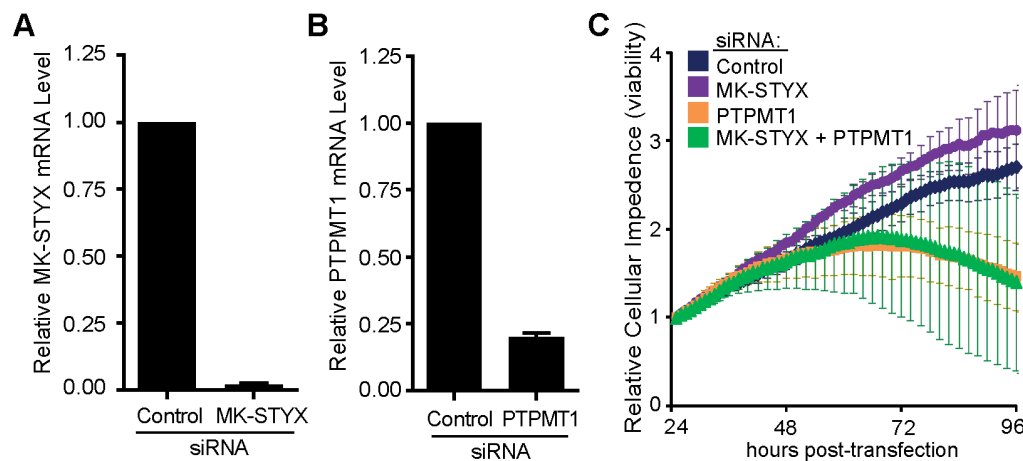 A
Relative MK-STYX mRNA Level
1.25
1.00
0.75
0.50
0.25
0.00
Control MK-STYX
siRNA
B
Relative PTPMT1 mRNA Level
1.25
1.00
0.75
0.50
0.25
0.00
Control PTPMT1
siRNA
C
Relative Cellular Impedence (viability)
4
3
2
1
0
siRNA:
Control
MK-STYX
PTPMT1
MK-STYX + PTPMT1
24 48 72 96
hours post-transfection